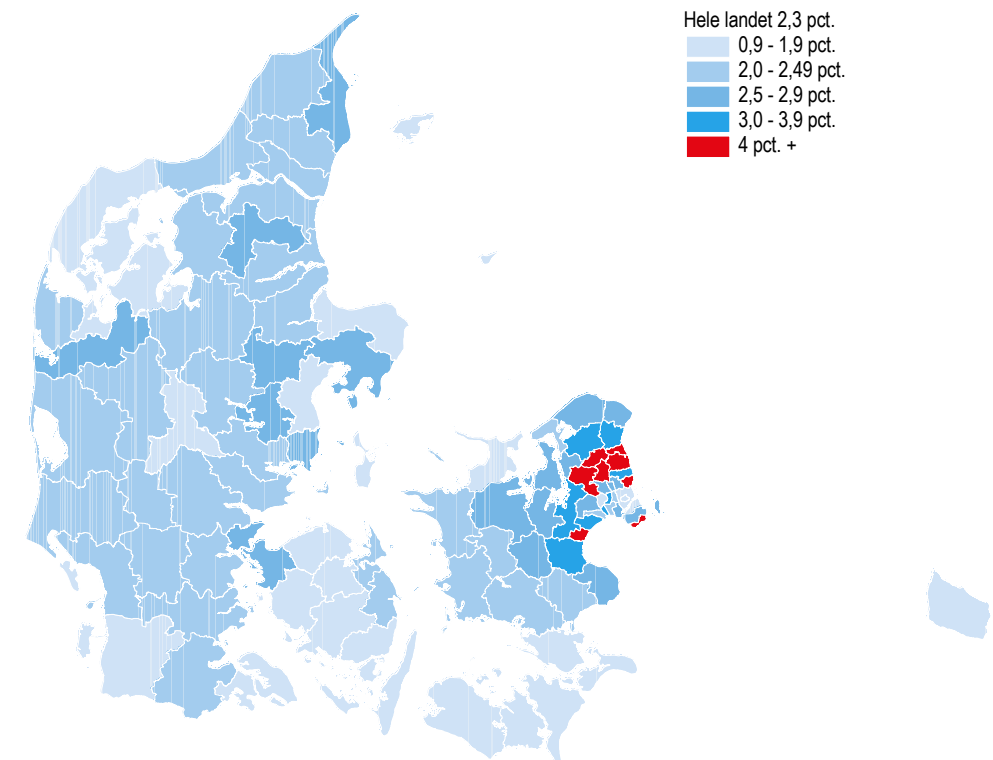 Hele landet 2,3 pct.
0,9 - 1,9 pct.
2,0 - 2,49 pct.
2,5 - 2,9 pct.
3,0 - 3,9 pct.
4 pct. +